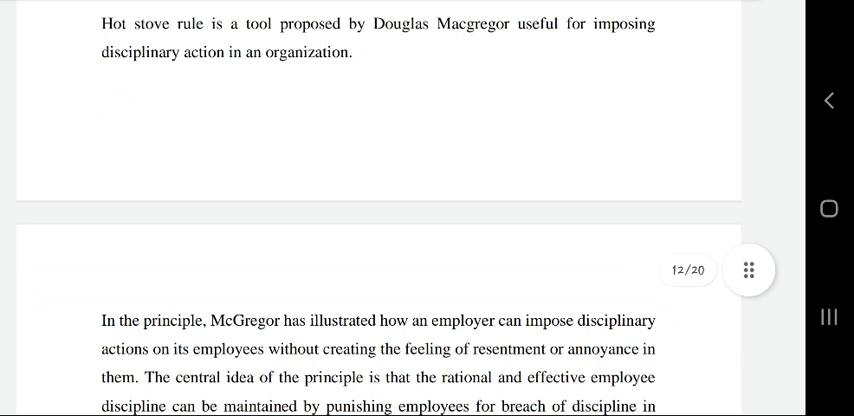 Hot stove rule is a tool proposed by Douglas Macgregor useful for imposing
disciplinary action in an organization.
12/20
In the principle, McGregor has illustrated how an employer can impose disciplinary
actions on its employees without creating the feeling of resentment or annoyance in
them. The central idea of the principle is that the rational and effective employee
discipline can be maintained by punishing employees for breach of discipline in